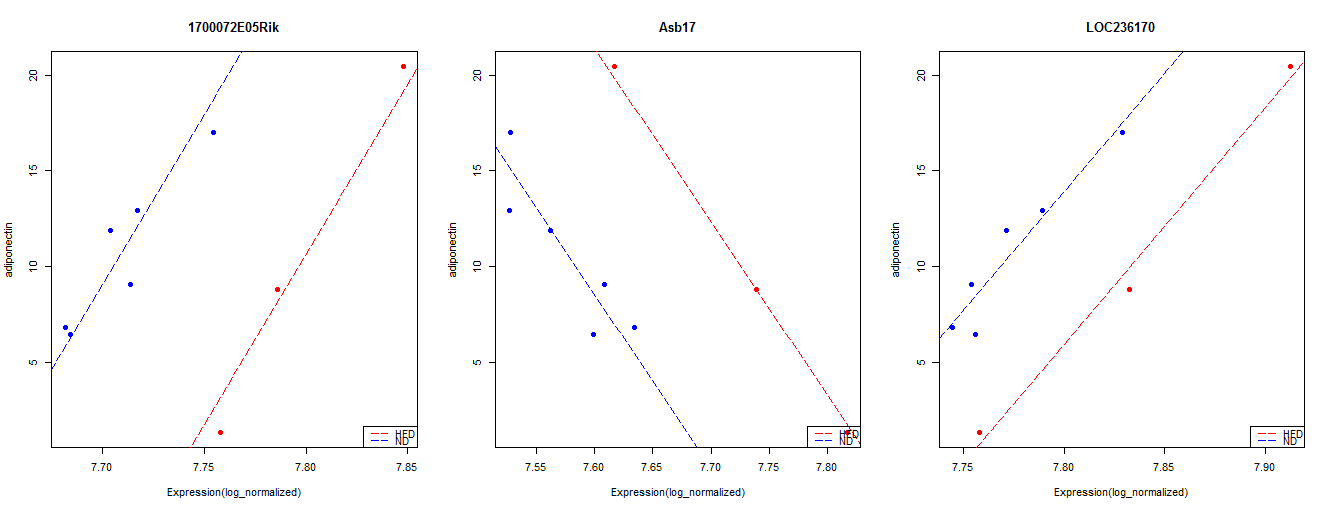 1700072E05Rik
adiponectin
20
15
10
5
7.70
7.75
7.80
7.85
Expression(log_normalized)
HFD
ND
Asb17
adiponectin
20
15
10
5
7.55
7.60
7.65
7.70
7.75
7.80
Expression(log_normalized)
HFD
ND
LOC236170
adiponectin
20
15
10
5
7.75
7.80
7.85
7.90
Expression(log_normalized)
HFD
ND